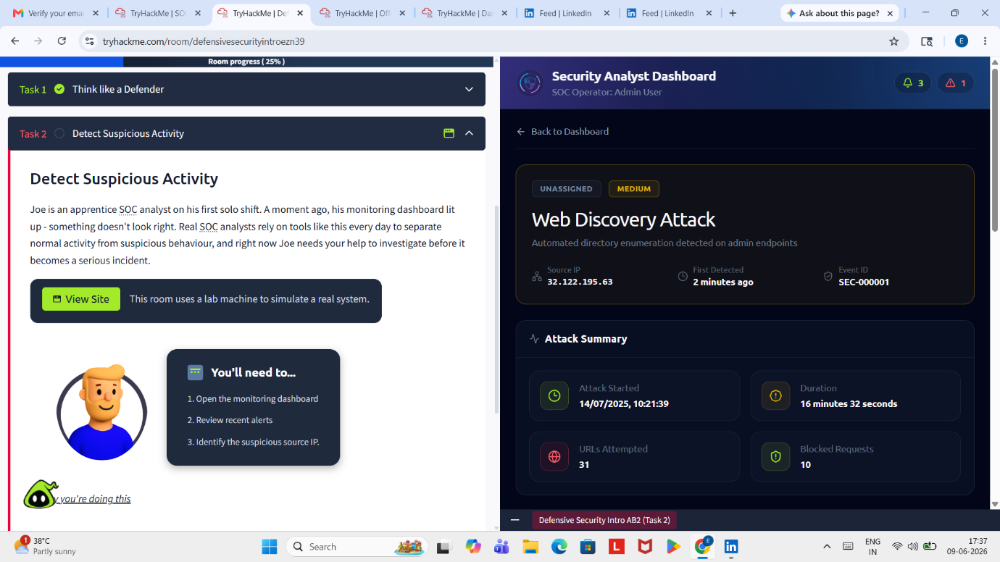 Verify your emai
TryHackMe | SO
TryHackMe | Def
TryHackMe | Off
TryHackMe | Das
Feed | LinkedIn
Feed | LinkedIn
Ask about this page?
tryhackme.com/room/defensivesecurityintroezn39
E
Room progress ( 25% )
Task 1 Think like a Defender
Task 2 Detect Suspicious Activity
Detect Suspicious Activity
Joe is an apprentice SOC analyst on his first solo shift. A moment ago, his monitoring dashboard lit
up - something doesn't look right. Real SOC analysts rely on tools like this every day to separate
normal activity from suspicious behaviour, and right now Joe needs your help to investigate before it
becomes a serious incident.
View Site This room uses a lab machine to simulate a real system.
You'll need to...
1. Open the monitoring dashboard
2. Review recent alerts
3. Identify the suspicious source IP.
y you're doing this
Security Analyst Dashboard
SOC Operator: Admin User
3
1
Back to Dashboard
UNASSIGNED MEDIUM
Web Discovery Attack
Automated directory enumeration detected on admin endpoints
Source IP
32.122.195.63
First Detected
2 minutes ago
Event ID
SEC-000001
Attack Summary
Attack Started
14/07/2025, 10:21:39
Duration
16 minutes 32 seconds
URLs Attempted
31
Blocked Requests
10
Defensive Security Intro AB2 (Task 2)
1
38°C
Partly sunny
Search
L
E
ENG
IN
17:37
09-06-2026